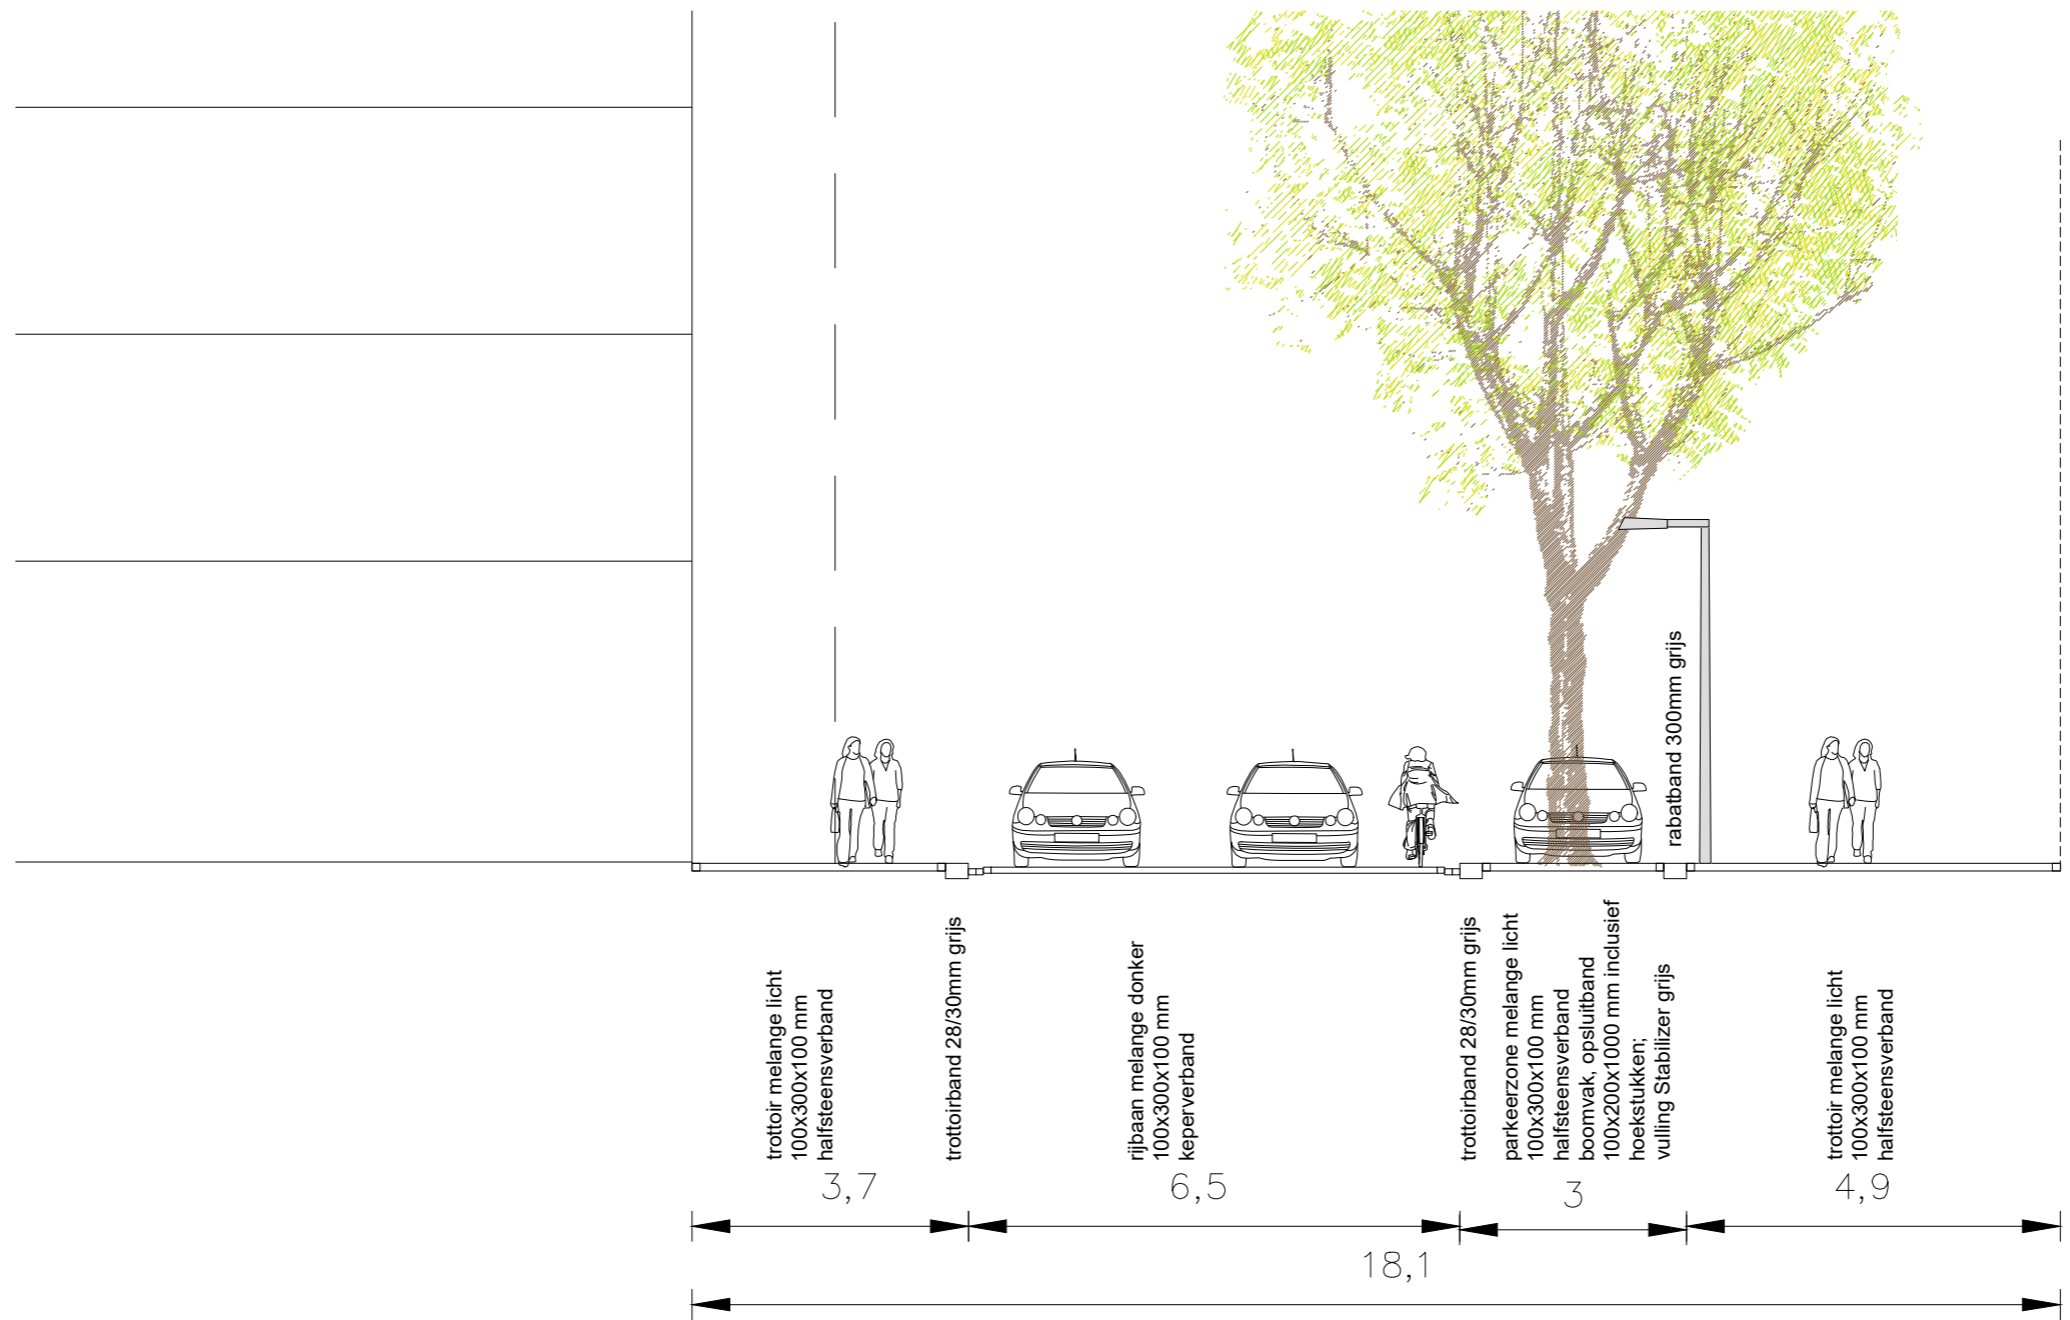 rabatband 300mm grijs
trottoir melange licht
100x300x100 mm
halfsteensverband
trottoirband 28/30mm grijs
rijbaan melange donker
100x300x100 mm
keperverband
trottoirband 28/30mm grijs
parkeerzone melange licht
100x300x100 mm
halfsteensverband
boomvak, opsluitband
100x200x1000 mm inclusief
hoekstukken;
vulling Stabilizer grijs
trottoir melange licht
100x300x100 mm
halfsteensverband
3,7
6,5
3
4,9
18,1